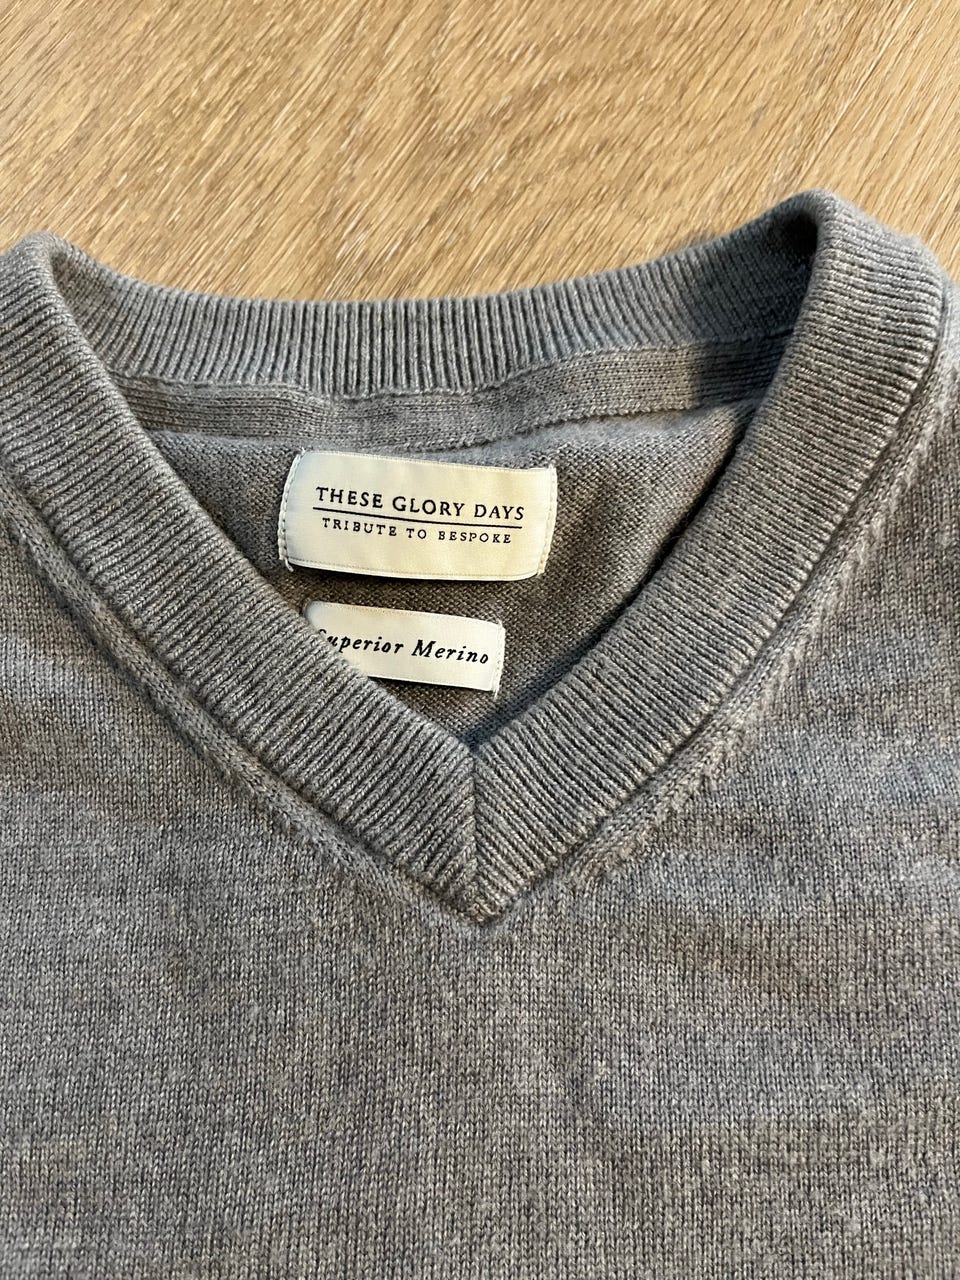 THESE GLORY DAYS
TRIBUTE TO BESPOKE
Superior Merino